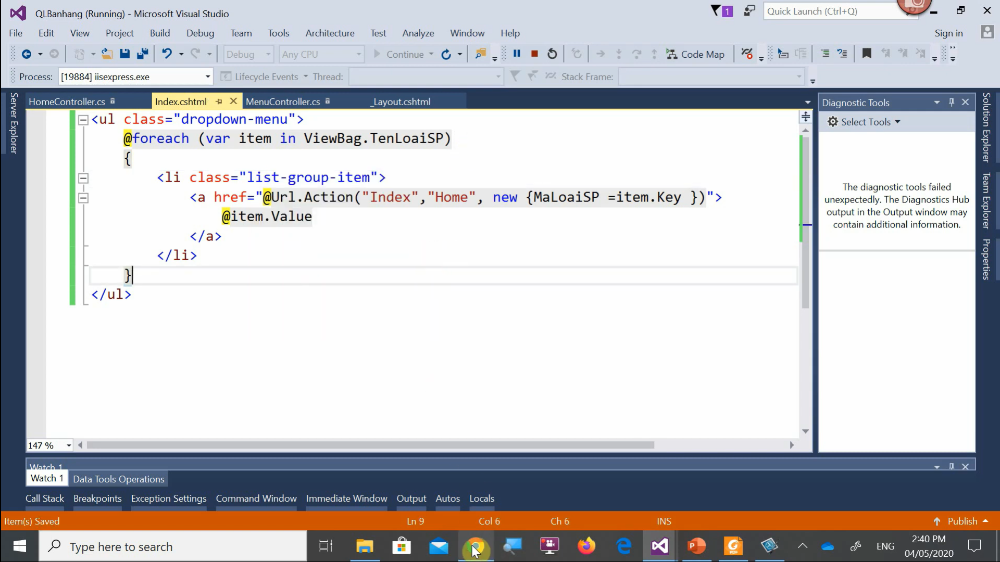 QLBanhang (Running) - Microsoft Visual Studio
1
Quick Launch (Ctrl+Q)
File Edit View Project Build Debug Team Tools Architecture Test Analyze Window Help Sign in
Debug Any CPU Continue Code Map
Process: [19884] iisexpress.exe Lifecycle Events Thread: Stack Frame:
HomeController.cs Index.cshtml MenuController.cs _Layout.cshtml
Server Explorer
<ul class="dropdown-menu">
@foreach (var item in ViewBag.TenLoaiSP)
{
<li class="list-group-item">
<a href="@Url.Action("Index","Home", new {MaLoaiSP =item.Key })">
@item.Value
</a>
</li>
}
</ul>
Diagnostic Tools
Select Tools
The diagnostic tools failed
unexpectedly. The Diagnostics Hub
output in the Output window may
contain additional information.
Solution Explorer
Team Explorer
Properties
147 %
Watch 1
Watch 1 Data Tools Operations
Call Stack Breakpoints Exception Settings Command Window Immediate Window Output Autos Locals
Item(s) Saved Ln 9 Col 6 Ch 6 INS Publish
Type here to search
ENG
2:40 PM
04/05/2020